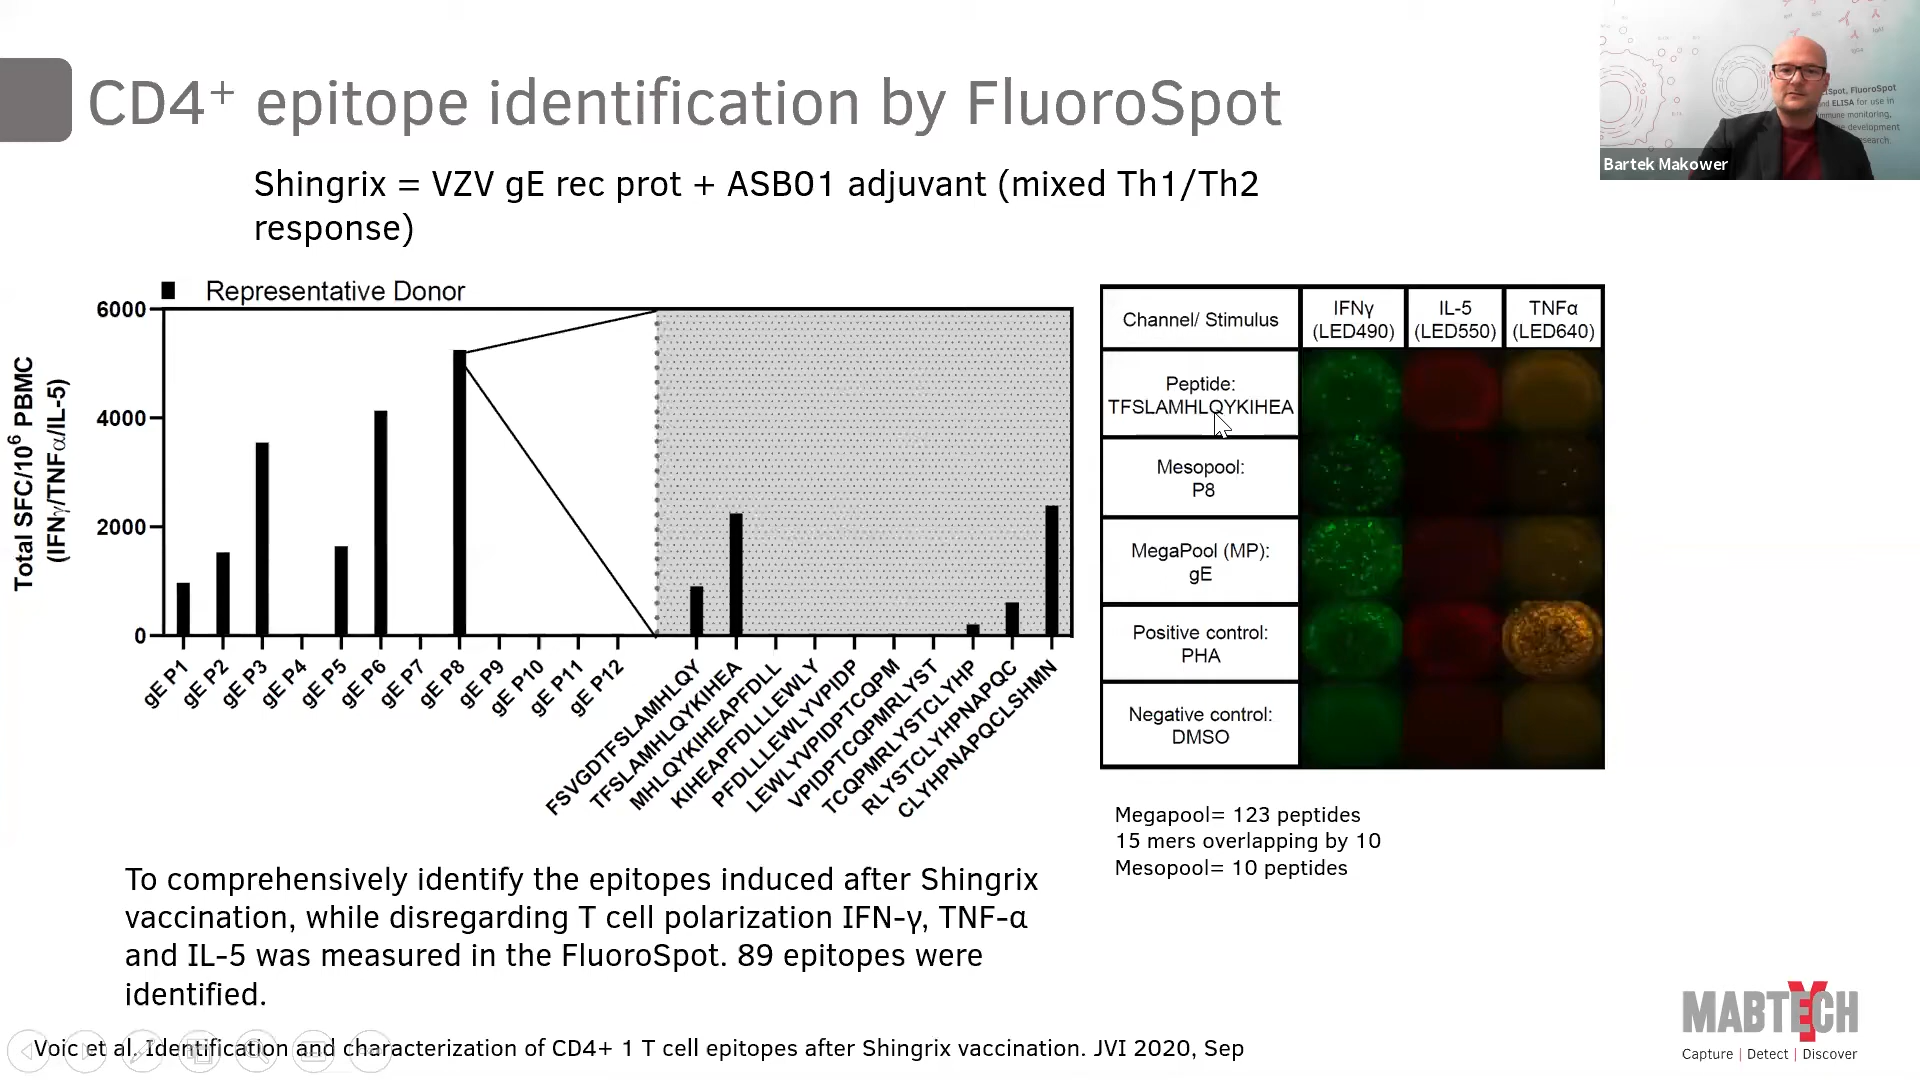 CD4⁺ epitope identification by FluoroSpot
Shingrix = VZV gE rec prot + ASB01 adjuvant (mixed Th1/Th2
response)
Representative Donor
Total SFC/10⁶ PBMC
(IFNγ/TNFα/IL-5)
6000
4000
2000
0
gE P1
gE P2
gE P3
gE P4
gE P5
gE P6
gE P7
gE P8
gE P9
gE P10
gE P11
gE P12
FSVGDTFSLAMHLQY
TFSLAMHLQYKIHEA
MHLQYKIHEAPFDLL
KIHEAPFDLLLEWLY
PFDLLLEWLYVPIDP
LEWLYVPIDPTCQPM
VPIDPTCQPMRLYST
TCQPMRLYSTCLYHP
RLYSTCLYHPNAPQC
CLYHPNAPQCLSHMN
Channel/ Stimulus
IFNγ
(LED490)
IL-5
(LED550)
TNFα
(LED640)
Peptide:
TFSLAMHLQYKIHEA
Mesopool:
P8
MegaPool (MP):
gE
Positive control:
PHA
Negative control:
DMSO
Megapool= 123 peptides
15 mers overlapping by 10
Mesopool= 10 peptides
To comprehensively identify the epitopes induced after Shingrix
vaccination, while disregarding T cell polarization IFN-γ, TNF-α
and IL-5 was measured in the FluoroSpot. 89 epitopes were
identified.
Voic et al. Identification and characterization of CD4+ 1 T cell epitopes after Shingrix vaccination. JVI 2020, Sep
MABTECH
Capture | Detect | Discover
Bartek Makower
FluoroSpot
ELISA for use in
monitoring,
development